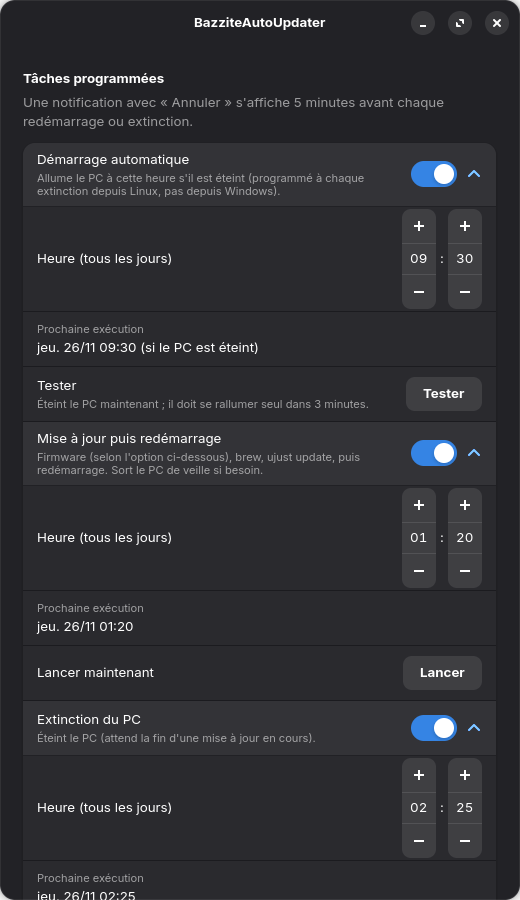 BazziteAutoUpdater
Tâches programmées
Une notification avec « Annuler » s'affiche 5 minutes avant chaque
redémarrage ou extinction.
Démarrage automatique
Allume le PC à cette heure s'il est éteint (programmé à chaque
extinction depuis Linux, pas depuis Windows).
Heure (tous les jours)
+ +
09 : 30
− −
Prochaine exécution
jeu. 26/11 09:30 (si le PC est éteint)
Tester
Éteint le PC maintenant ; il doit se rallumer seul dans 3 minutes.
Tester
Mise à jour puis redémarrage
Firmware (selon l'option ci-dessous), brew, ujust update, puis
redémarrage. Sort le PC de veille si besoin.
Heure (tous les jours)
+ +
01 : 20
− −
Prochaine exécution
jeu. 26/11 01:20
Lancer maintenant
Lancer
Extinction du PC
Éteint le PC (attend la fin d'une mise à jour en cours).
Heure (tous les jours)
+ +
02 : 25
− −
Prochaine exécution
jeu. 26/11 02:25